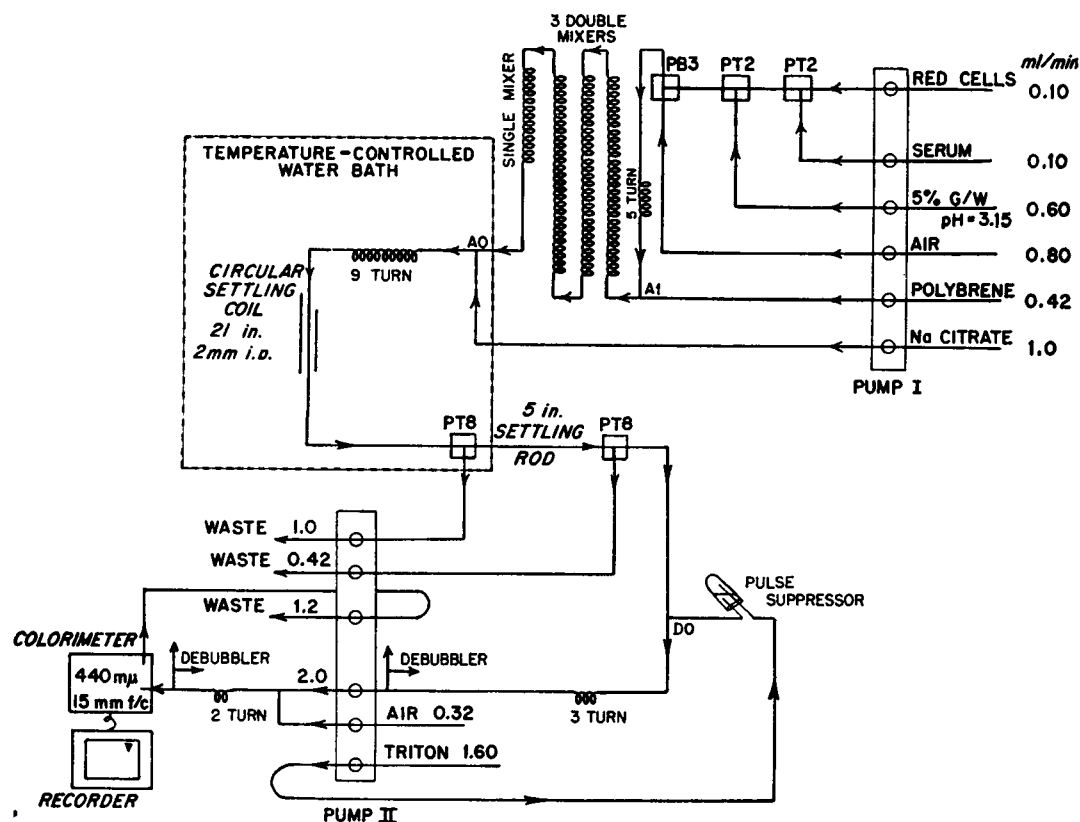 3 DOUBLE
MIXERS
SINGLE MIXER
5 TURN
PB3
PT2
PT2
ml/min
RED CELLS 0.10
SERUM 0.10
5% G/W 0.60
pH = 3.15
AIR 0.80
POLYBRENE 0.42
Na CITRATE 1.0
PUMP I
A1
TEMPERATURE-CONTROLLED
WATER BATH
AO
9 TURN
CIRCULAR
SETTLING
COIL
21 in.
2mm i.D.
PT8
5 in.
SETTLING
ROD
PT8
WASTE 1.0
WASTE 0.42
WASTE 1.2
PULSE
SUPPRESSOR
DO
COLORIMETER
440 mµ
15 mm f/c
DEBUBBLER
2.0
DEBUBBLER
2 TURN
3 TURN
AIR 0.32
TRITON 1.60
RECORDER
PUMP II